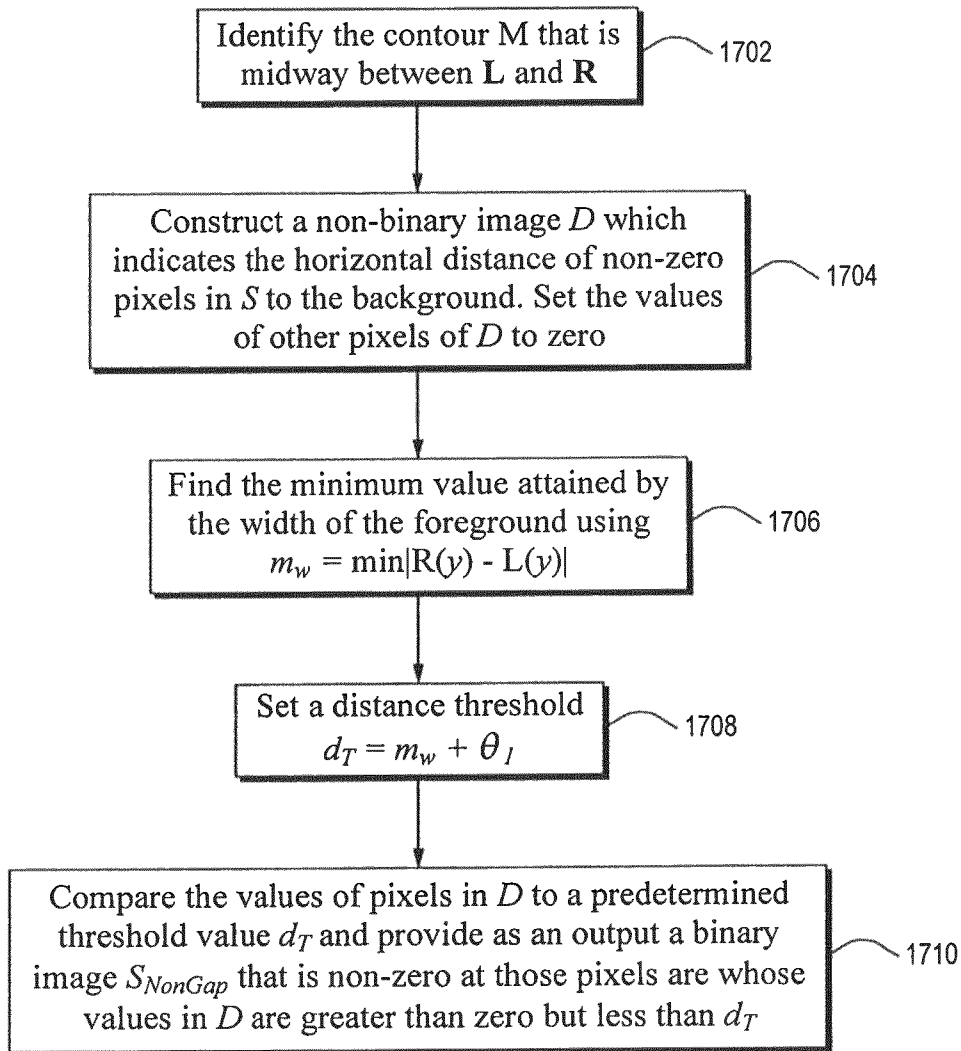 Identify the contour M that is
midway between L and R
1702
Construct a non-binary image D which
indicates the horizontal distance of non-zero
pixels in S to the background. Set the values
of other pixels of D to zero
1704
Find the minimum value attained by
the width of the foreground using
m_w = min|R(y) - L(y)|
1706
Set a distance threshold
d_T = m_w + θ_1
1708
Compare the values of pixels in D to a predetermined
threshold value d_T and provide as an output a binary
image S_NonGap that is non-zero at those pixels are whose
values in D are greater than zero but less than d_T
1710